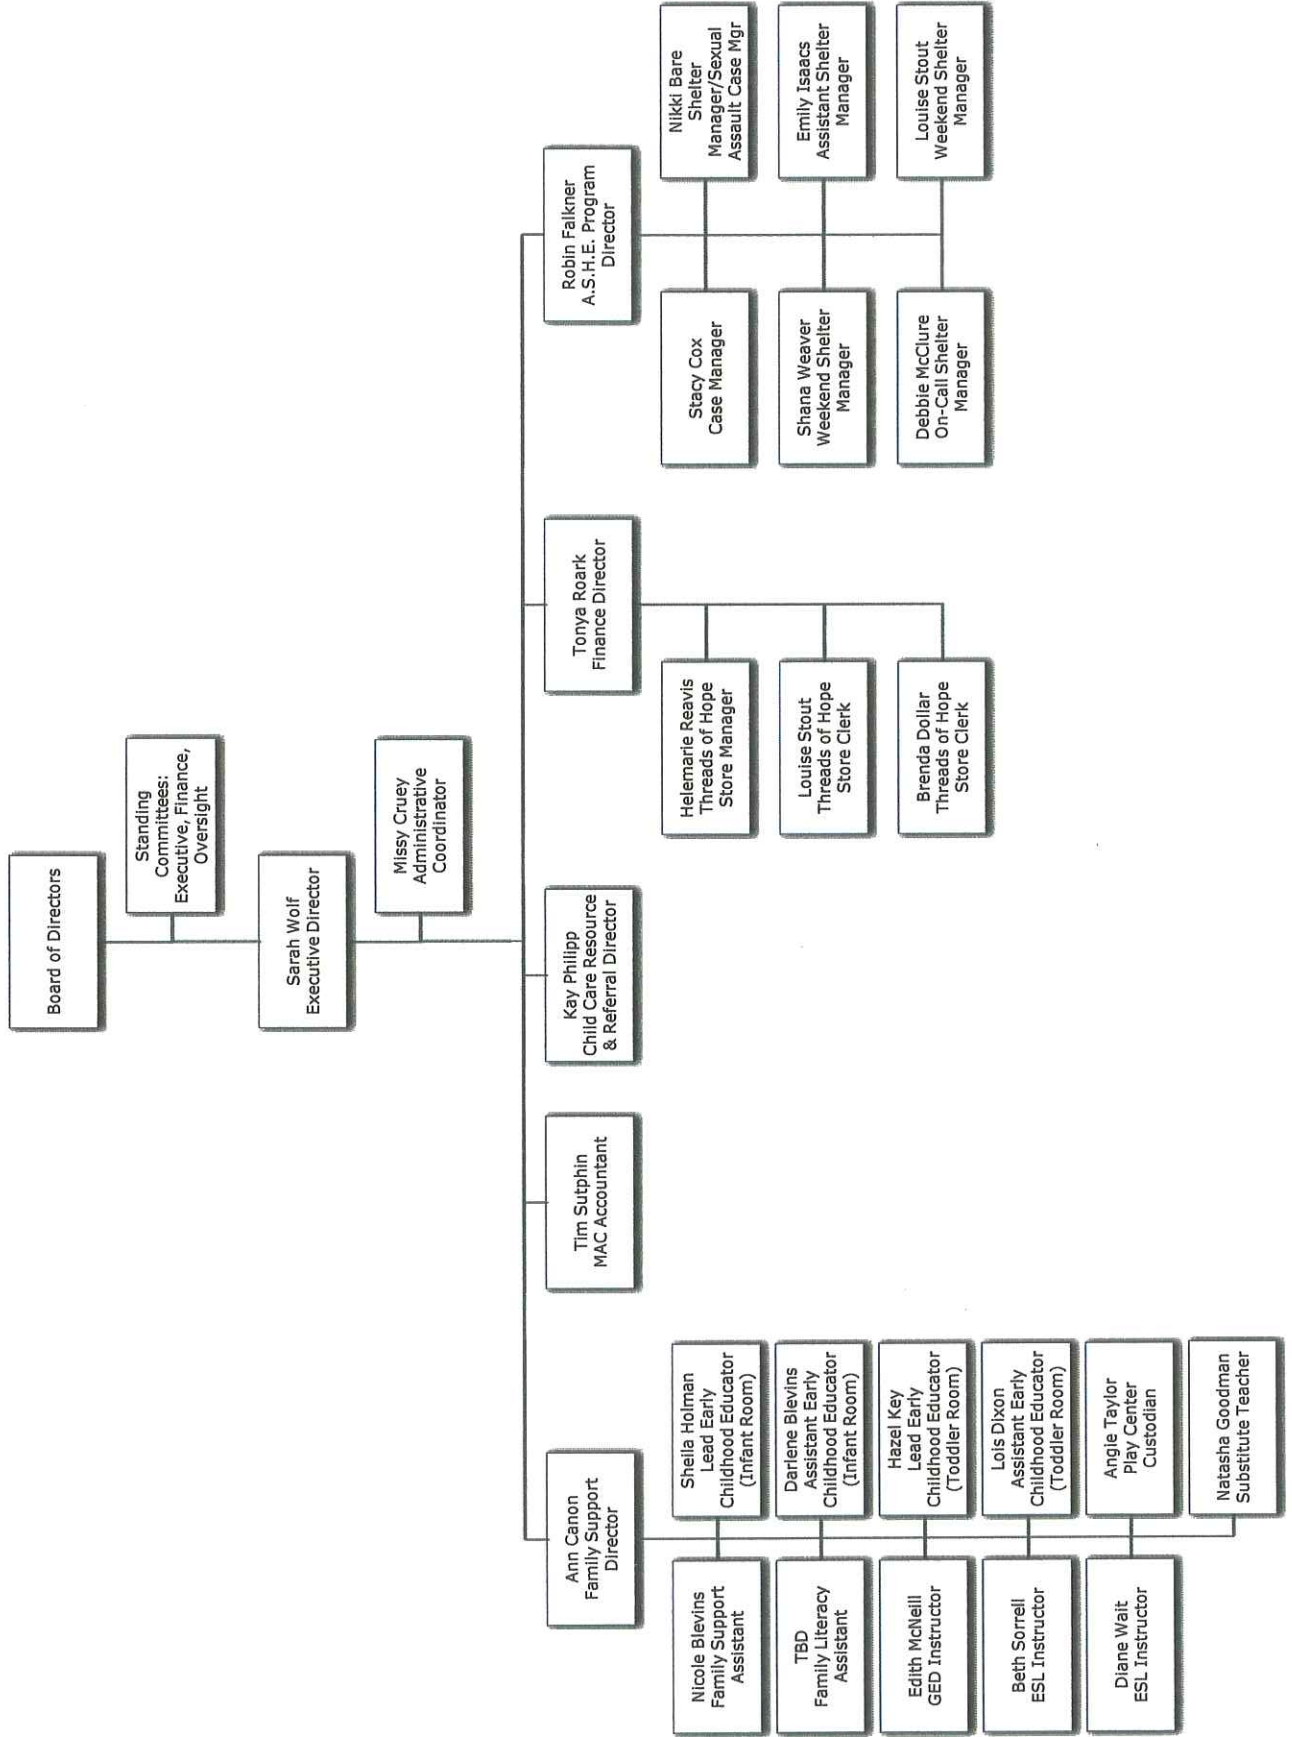 Board of Directors
Standing
Committees:
Executive, Finance,
Oversight
Sarah Wolf
Executive Director
Missy Cruey
Administrative
Coordinator
Ann Canon
Family Support
Director
Tim Sutphin
MAC Accountant
Kay Philipp
Child Care Resource
& Referral Director
Tonya Roark
Finance Director
Robin Falkner
A.S.H.E. Program
Director
Nicole Blevins
Family Support
Assistant
Sheila Holman
Lead Early
Childhood Educator
(Infant Room)
TBD
Family Literacy
Assistant
Darlene Blevins
Assistant Early
Childhood Educator
(Infant Room)
Edith McNeill
GED Instructor
Hazel Key
Lead Early
Childhood Educator
(Toddler Room)
Beth Sorrell
ESL Instructor
Lois Dixon
Assistant Early
Childhood Educator
(Toddler Room)
Diane Wait
ESL Instructor
Angie Taylor
Play Center
Custodian
Natasha Goodman
Substitute Teacher
Helemarie Reavis
Threads of Hope
Store Manager
Louise Stout
Threads of Hope
Store Clerk
Brenda Dollar
Threads of Hope
Store Clerk
Stacy Cox
Case Manager
Nikki Bare
Shelter
Manager/Sexual
Assault Case Mgr
Shana Weaver
Weekend Shelter
Manager
Emily Isaacs
Assistant Shelter
Manager
Debbie McClure
On-Call Shelter
Manager
Louise Stout
Weekend Shelter
Manager